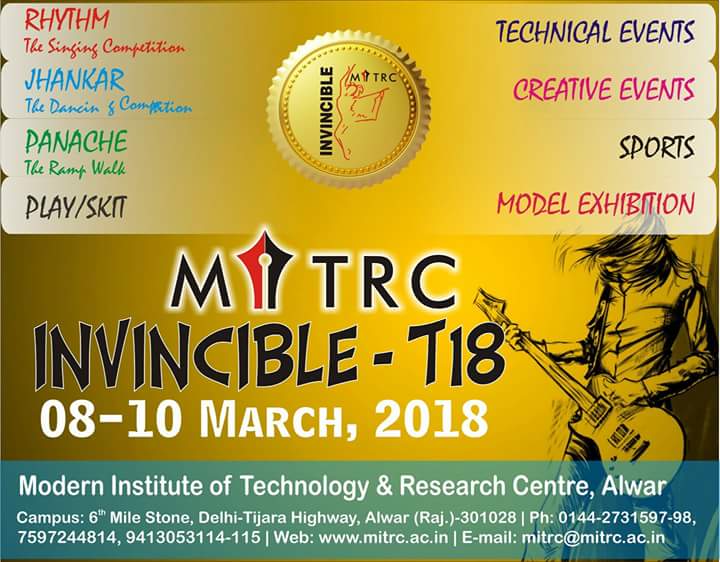 RHYTHM
The Singing Competition
JHANKAR
The Dancin g Competition
PANACHE
The Ramp Walk
PLAY/SKIT
INVINCIBLE
MITRC
TECHNICAL EVENTS
CREATIVE EVENTS
SPORTS
MODEL EXHIBITION
MITRC
INVINCIBLE - T18
08-10 MARCH, 2018
Modern Institute of Technology & Research Centre, Alwar
Campus: 6th Mile Stone, Delhi-Tijara Highway, Alwar (Raj.)-301028 | Ph: 0144-2731597-98,
7597244814, 9413053114-115 | Web: www.mitrc.ac.in | E-mail: mitrc@mitrc.ac.in